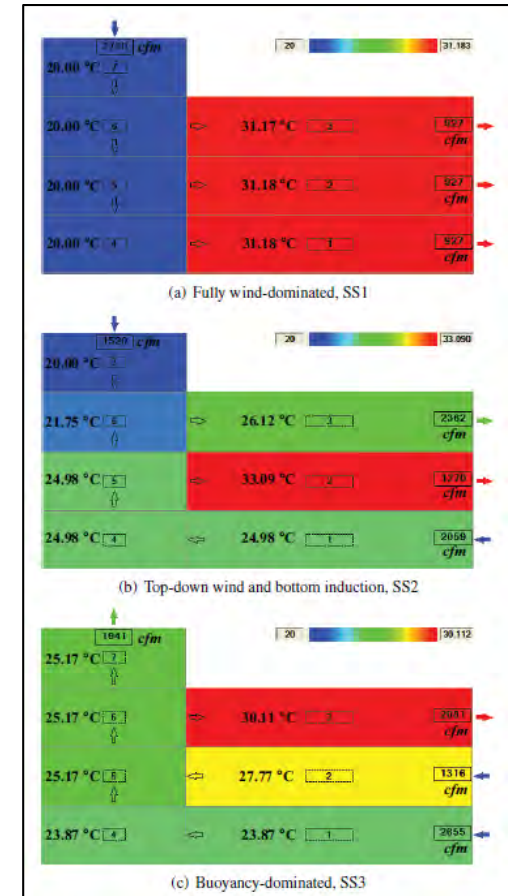 2780 cfm
20 31.183
20.00 °C 7
20.00 °C 6 31.17 °C 3 927
cfm
20.00 °C 5 31.18 °C 2 927
cfm
20.00 °C 4 31.18 °C 1 927
cfm
(a) Fully wind-dominated, SS1
1520 cfm
20 33.090
20.00 °C
21.75 °C 6 26.12 °C 3 2362
cfm
24.98 °C 5 33.09 °C 2 1270
cfm
24.98 °C 4 24.98 °C 1 2059
cfm
(b) Top-down wind and bottom induction, SS2
1941 cfm
20 30.112
25.17 °C 7
25.17 °C 6 30.11 °C 3
cfm
25.17 °C 27.77 °C 2 1316
cfm
23.87 °C 4 23.87 °C 1 2655
cfm
(c) Buoyancy-dominated, SS3